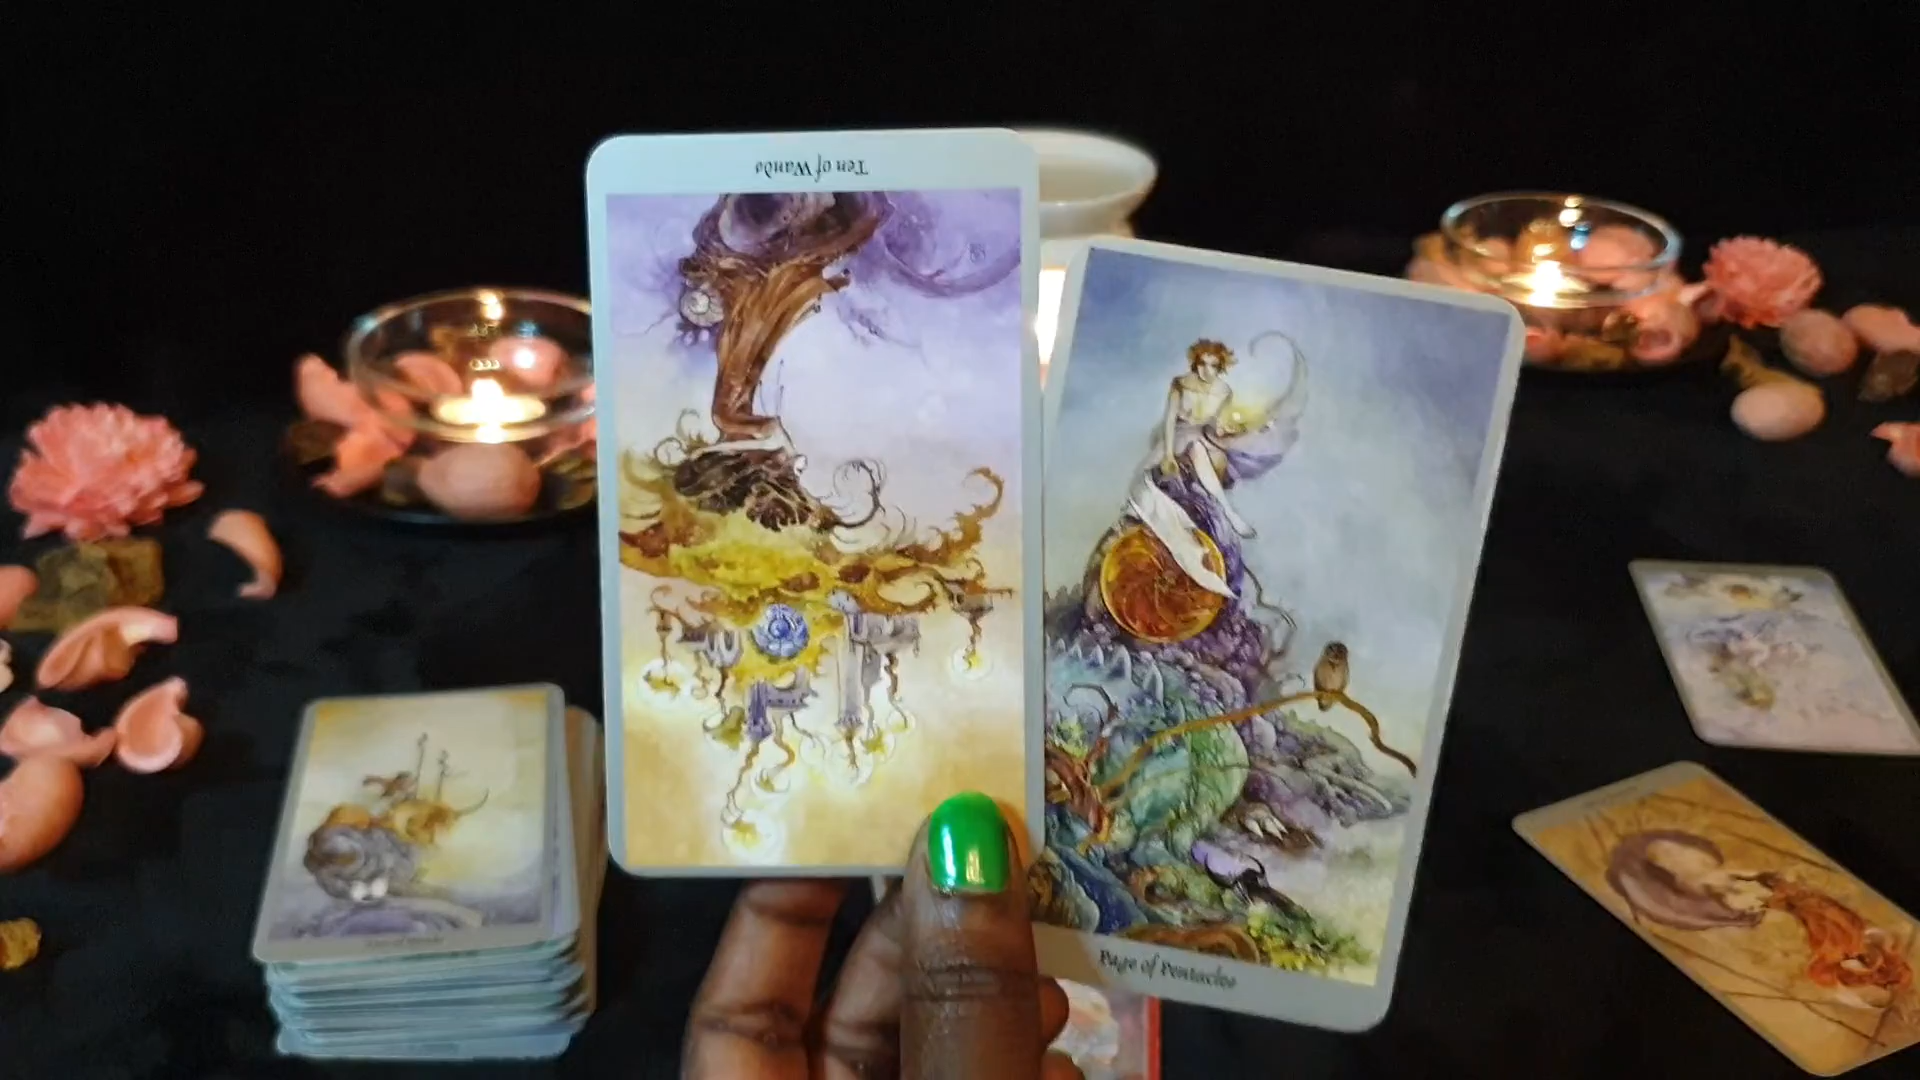 Ten of Wands
Page of Pentacles